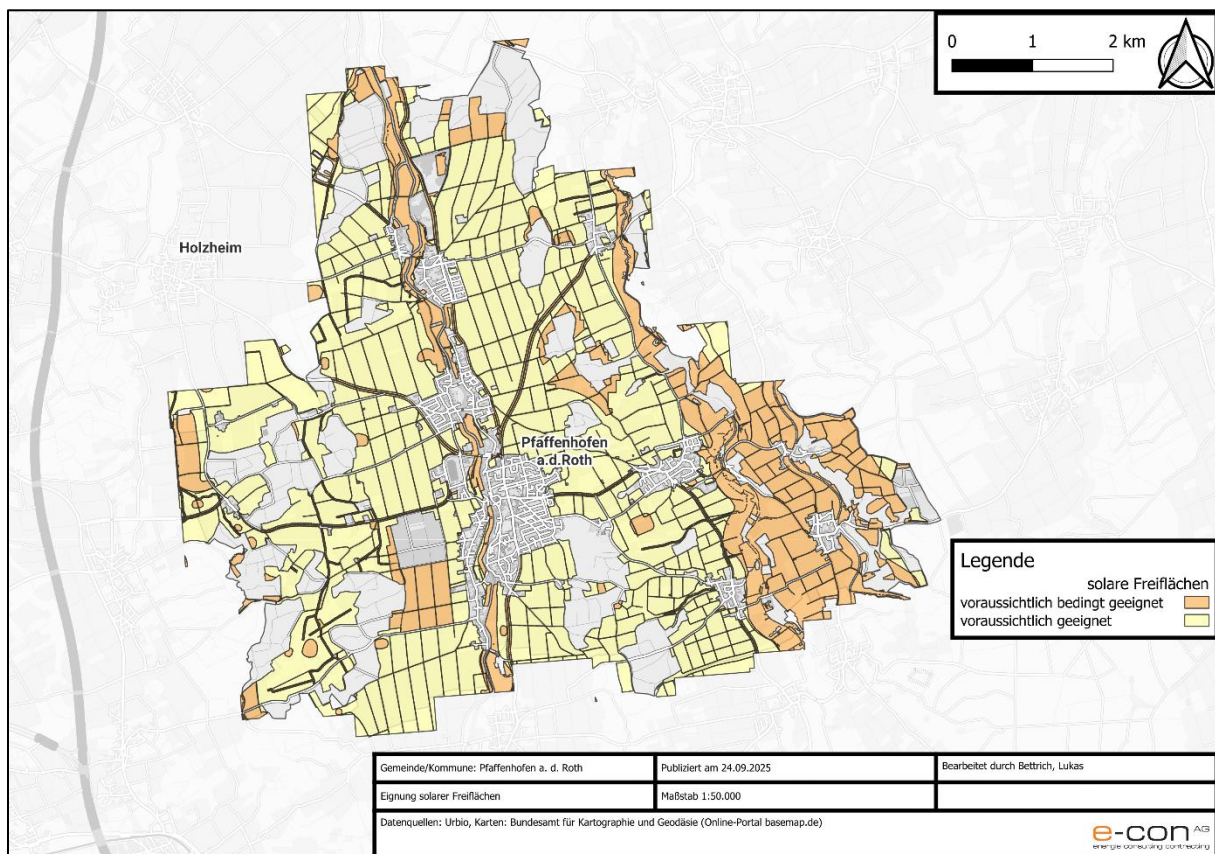 0 1 2 km
Holzheim
Pfaffenhofen
a.d.Roth
Legende
solare Freiflächen
voraussichtlich bedingt geeignet
voraussichtlich geeignet
Gemeinde/Kommune: Pfaffenhofen a. d. Roth
Publiziert am 24.09.2025
Bearbeitet durch Bettrich, Lukas
Eignung solarer Freiflächen
Maßstab 1:50.000
Datenquellen: Urbio, Karten: Bundesamt für Kartographie und Geodäsie (Online-Portal basemap.de)
e-con AG
energie consulting contracting